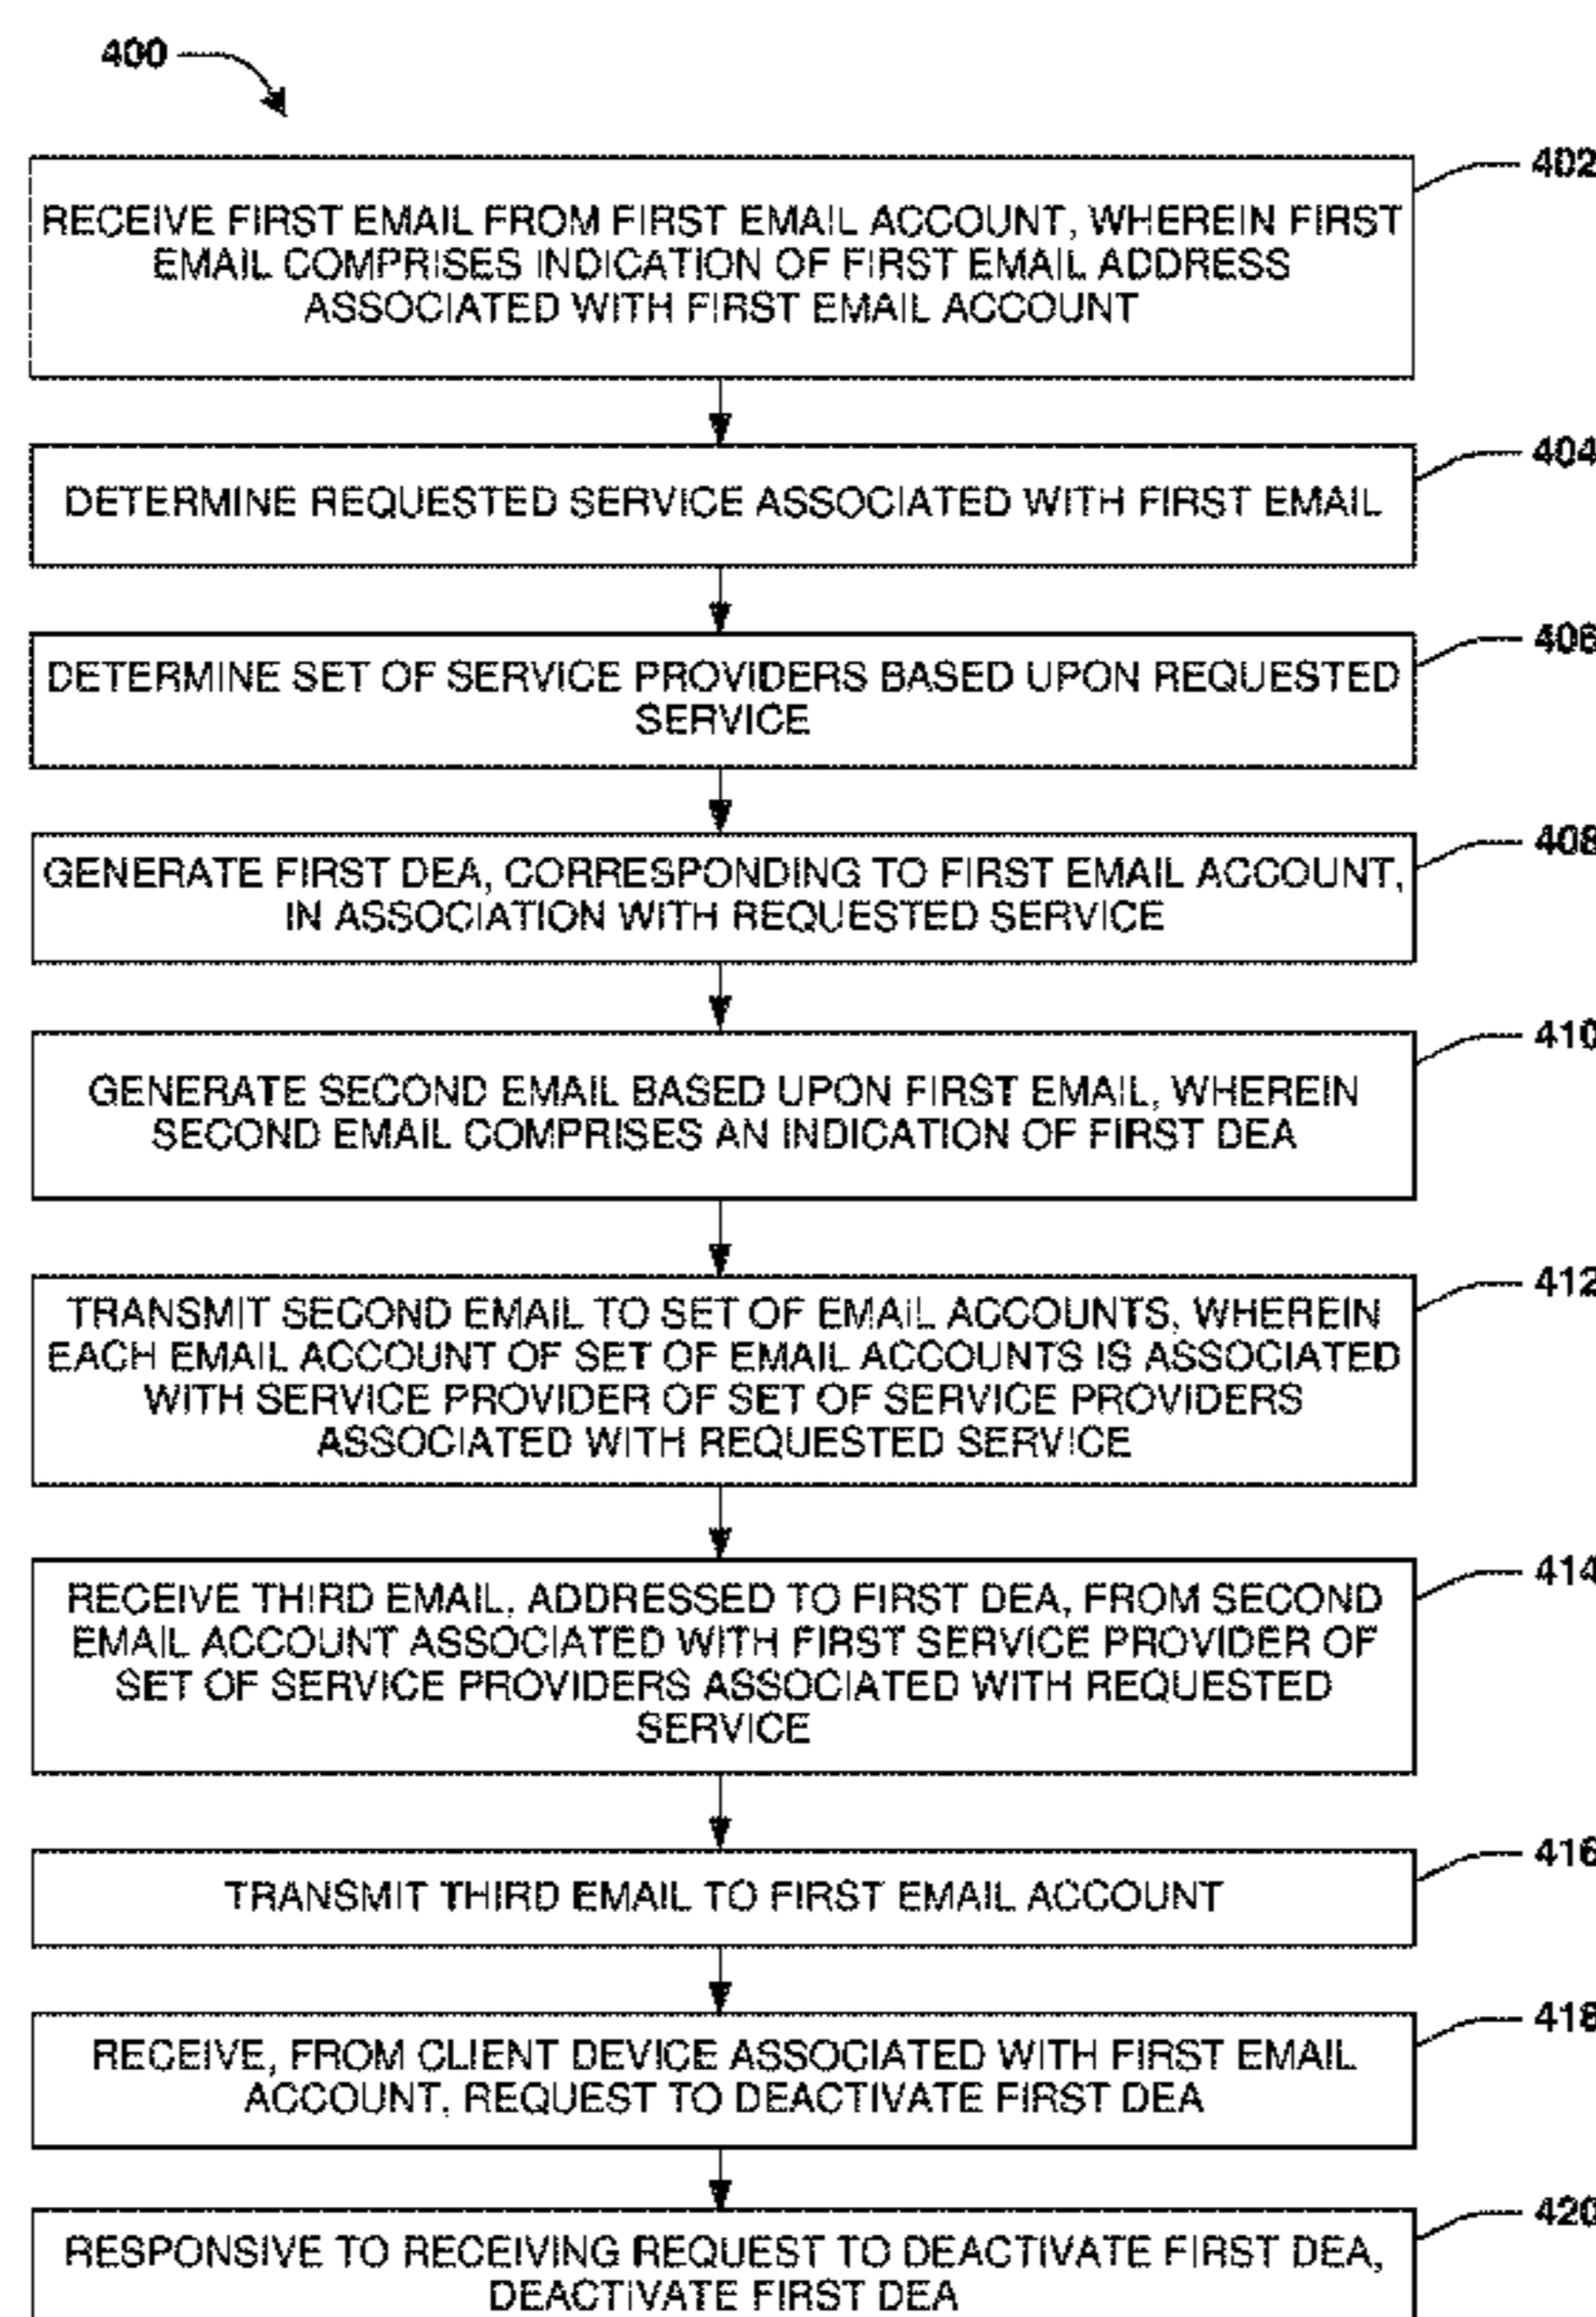 400
402
RECEIVE FIRST EMAIL FROM FIRST EMAIL ACCOUNT, WHEREIN FIRST
EMAIL COMPRISES INDICATION OF FIRST EMAIL ADDRESS
ASSOCIATED WITH FIRST EMAIL ACCOUNT
404
DETERMINE REQUESTED SERVICE ASSOCIATED WITH FIRST EMAIL
406
DETERMINE SET OF SERVICE PROVIDERS BASED UPON REQUESTED
SERVICE
408
GENERATE FIRST DEA, CORRESPONDING TO FIRST EMAIL ACCOUNT,
IN ASSOCIATION WITH REQUESTED SERVICE
410
GENERATE SECOND EMAIL BASED UPON FIRST EMAIL, WHEREIN
SECOND EMAIL COMPRISES AN INDICATION OF FIRST DEA
412
TRANSMIT SECOND EMAIL TO SET OF EMAIL ACCOUNTS, WHEREIN
EACH EMAIL ACCOUNT OF SET OF EMAIL ACCOUNTS IS ASSOCIATED
WITH SERVICE PROVIDER OF SET OF SERVICE PROVIDERS
ASSOCIATED WITH REQUESTED SERVICE
414
RECEIVE THIRD EMAIL, ADDRESSED TO FIRST DEA, FROM SECOND
EMAIL ACCOUNT ASSOCIATED WITH FIRST SERVICE PROVIDER OF
SET OF SERVICE PROVIDERS ASSOCIATED WITH REQUESTED
SERVICE
416
TRANSMIT THIRD EMAIL TO FIRST EMAIL ACCOUNT
418
RECEIVE, FROM CLIENT DEVICE ASSOCIATED WITH FIRST EMAIL
ACCOUNT, REQUEST TO DEACTIVATE FIRST DEA
420
RESPONSIVE TO RECEIVING REQUEST TO DEACTIVATE FIRST DEA,
DEACTIVATE FIRST DEA